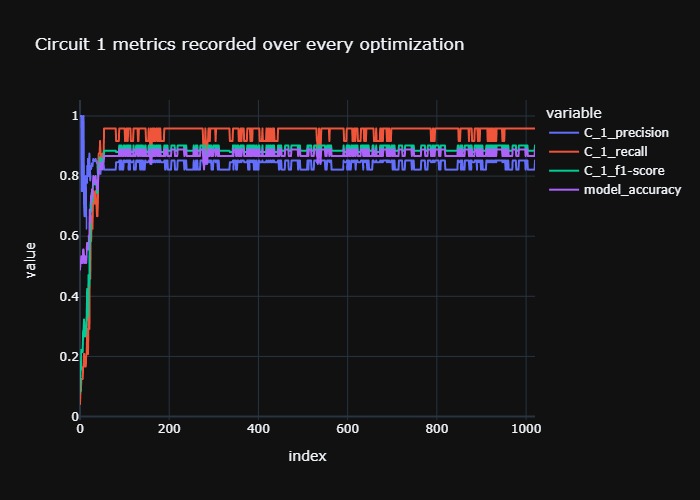 Circuit 1 metrics recorded over every optimization
variable
C_1_precision
C_1_recall
C_1_f1-score
model_accuracy
value
1
0.8
0.6
0.4
0.2
0
0 200 400 600 800 1000
index